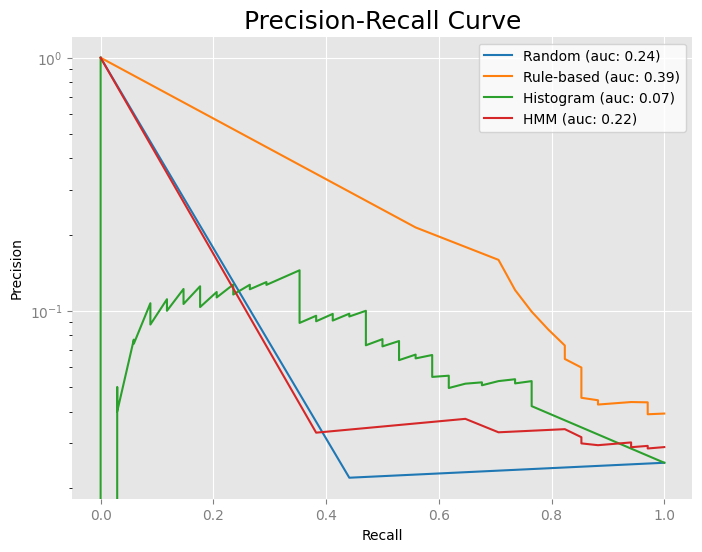 Precision-Recall Curve
Random (auc: 0.24)
Rule-based (auc: 0.39)
Histogram (auc: 0.07)
HMM (auc: 0.22)
Precision
10⁰
10⁻¹
0.0 0.2 0.4 0.6 0.8 1.0
Recall